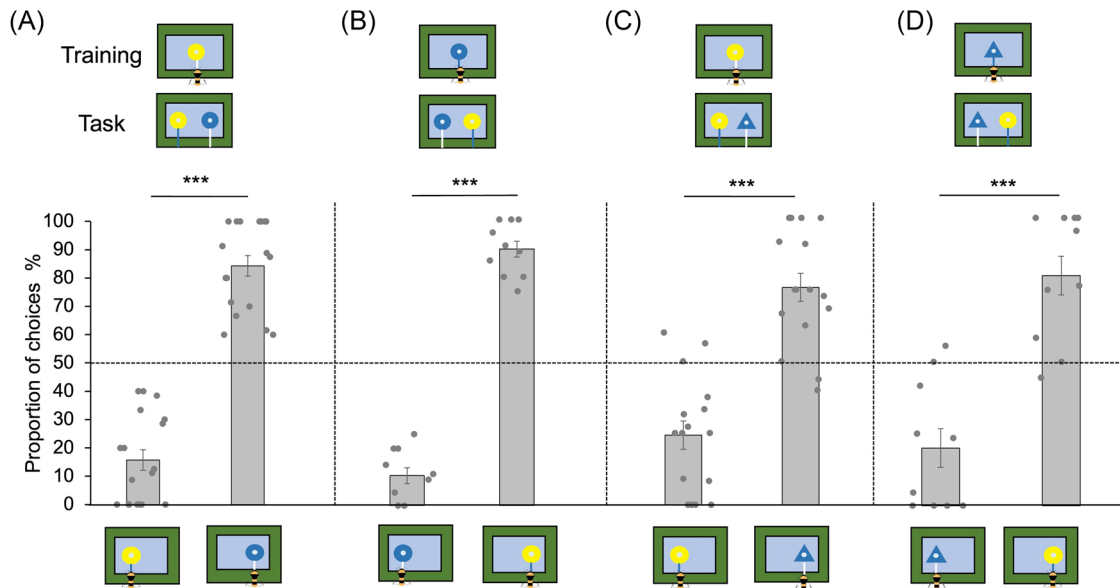 (A) (B) (C) (D)
Training
Task
*** *** *** ***
Proportion of choices %
100
90
80
70
60
50
40
30
20
10
0